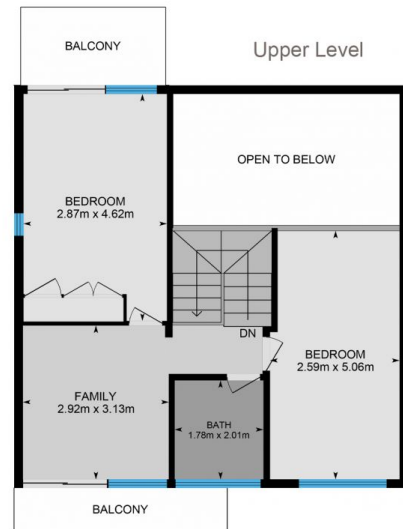 BALCONY
Upper Level
OPEN TO BELOW
BEDROOM
2.87m x 4.62m
DN
BEDROOM
2.59m x 5.06m
FAMILY
2.92m x 3.13m
BATH
1.78m x 2.01m
BALCONY